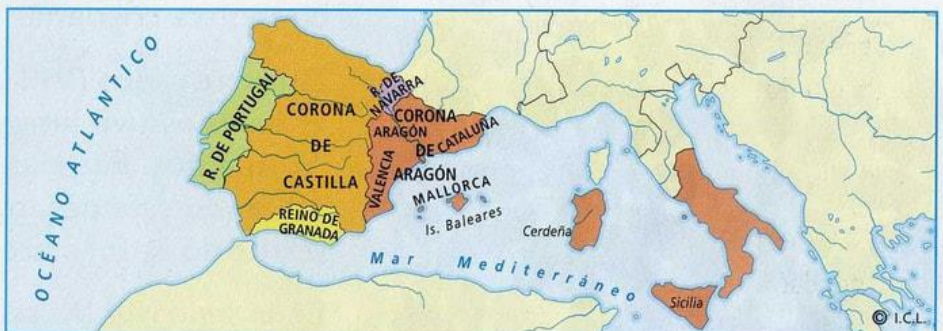 OCÉANO ATLÁNTICO
R. DE PORTUGAL
CORONA
DE
CASTILLA
REINO DE
GRANADA
R. DE
NAVARRA
CORONA
DE
ARAGÓN
ARAGÓN
CATALUÑA
VALENCIA
MALLORCA
Is. Baleares
Cerdeña
Mar Mediterráneo
Sicilia
© I.C.L.